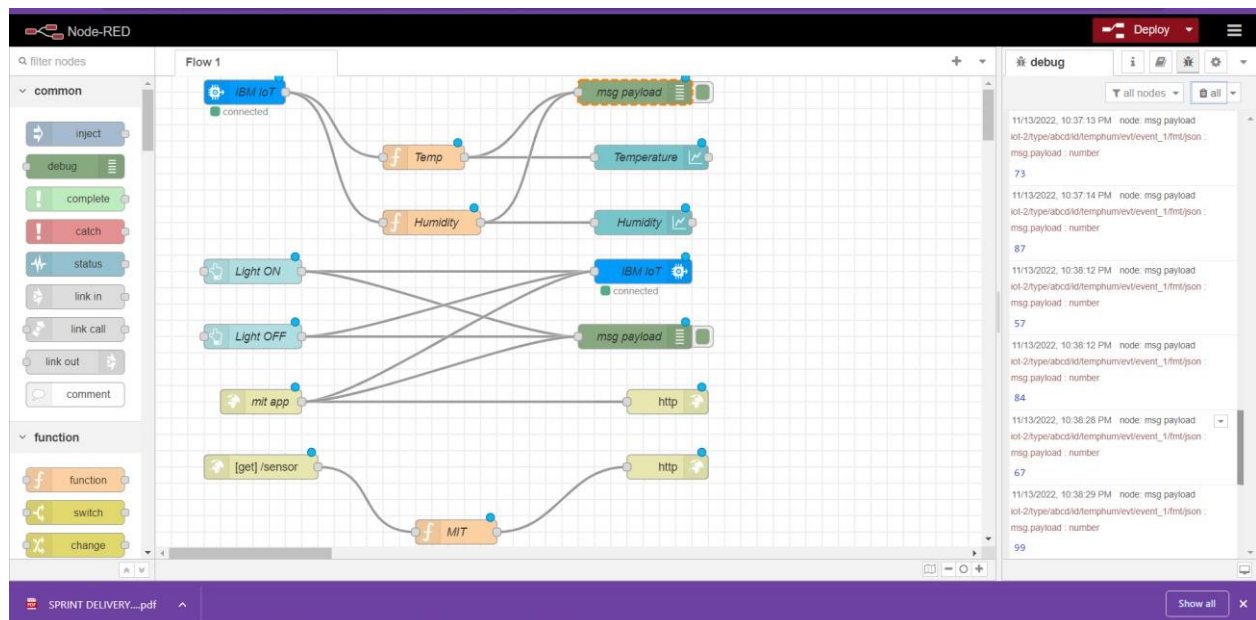 Node-RED
Deploy
filter nodes
common
inject
debug
complete
catch
status
link in
link call
link out
comment
function
function
switch
change
Flow 1
IBM IoT
connected
msg payload
Temp
Temperature
Humidity
Humidity
Light ON
IBM IoT
connected
Light OFF
msg payload
mit app
http
[get] /sensor
http
MIT
debug
i
all nodes
all
11/13/2022, 10:37:13 PM node: msg payload
iot-2/type/abcd/id/temphum/evt/event_1/fmt/json :
msg.payload : number
73
11/13/2022, 10:37:14 PM node: msg payload
iot-2/type/abcd/id/temphum/evt/event_1/fmt/json :
msg.payload : number
87
11/13/2022, 10:38:12 PM node: msg payload
iot-2/type/abcd/id/temphum/evt/event_1/fmt/json :
msg.payload : number
57
11/13/2022, 10:38:12 PM node: msg payload
iot-2/type/abcd/id/temphum/evt/event_1/fmt/json :
msg.payload : number
84
11/13/2022, 10:38:28 PM node: msg payload
iot-2/type/abcd/id/temphum/evt/event_1/fmt/json :
msg.payload : number
67
11/13/2022, 10:38:29 PM node: msg payload
iot-2/type/abcd/id/temphum/evt/event_1/fmt/json :
msg.payload : number
99
SPRINT DELIVERY....pdf
Show all